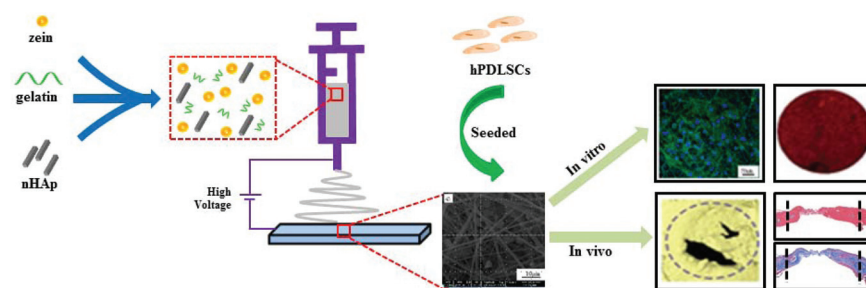 zein
gelatin
nHAp
High
Voltage
hPDLSCs
Seeded
c
In vitro
In vivo